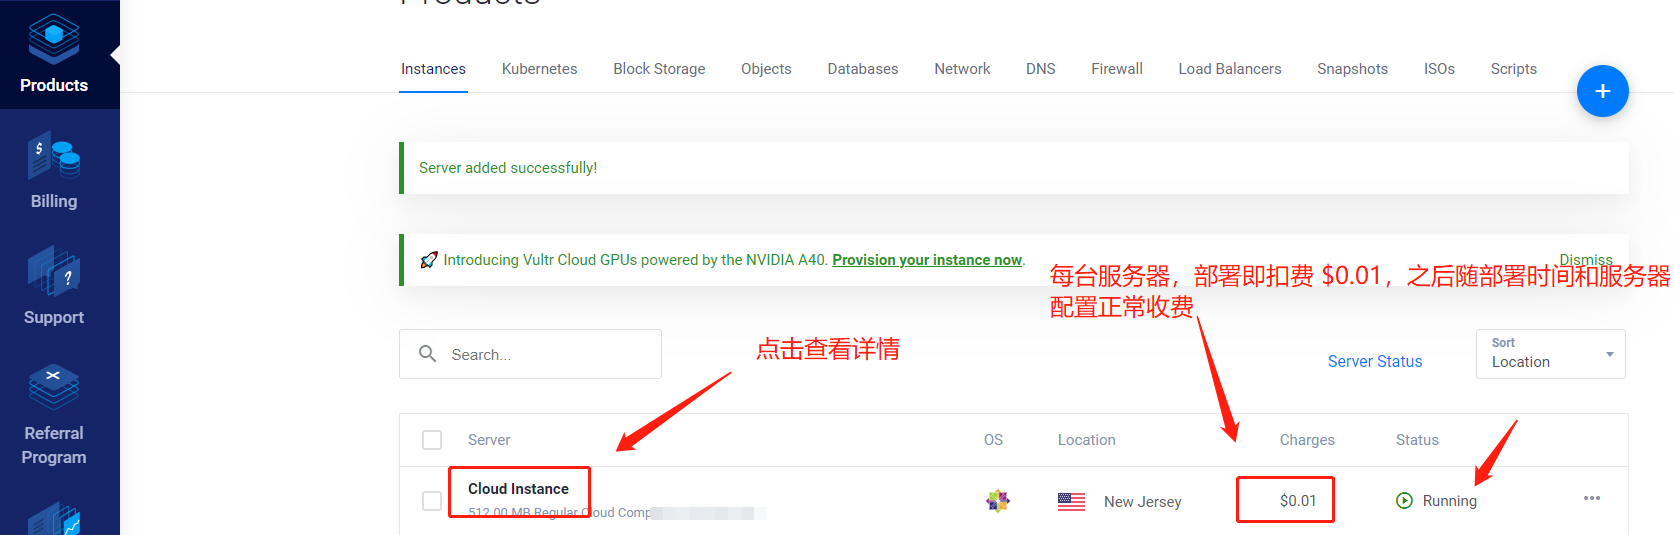 Products
Products
Billing
Support
Referral
Program
Instances Kubernetes Block Storage Objects Databases Network DNS Firewall Load Balancers Snapshots ISOs Scripts
+
Server added successfully!
Introducing Vultr Cloud GPUs powered by the NVIDIA A40. Provision your instance now.
Dismiss
每台服务器，部署即扣费 $0.01，之后随部署时间和服务器
配置正常收费
点击查看详情
Search...
Server Status
Sort
Location
Server OS Location Charges Status
Cloud Instance
512.00 MB Regular Cloud Comp
New Jersey $0.01 Running